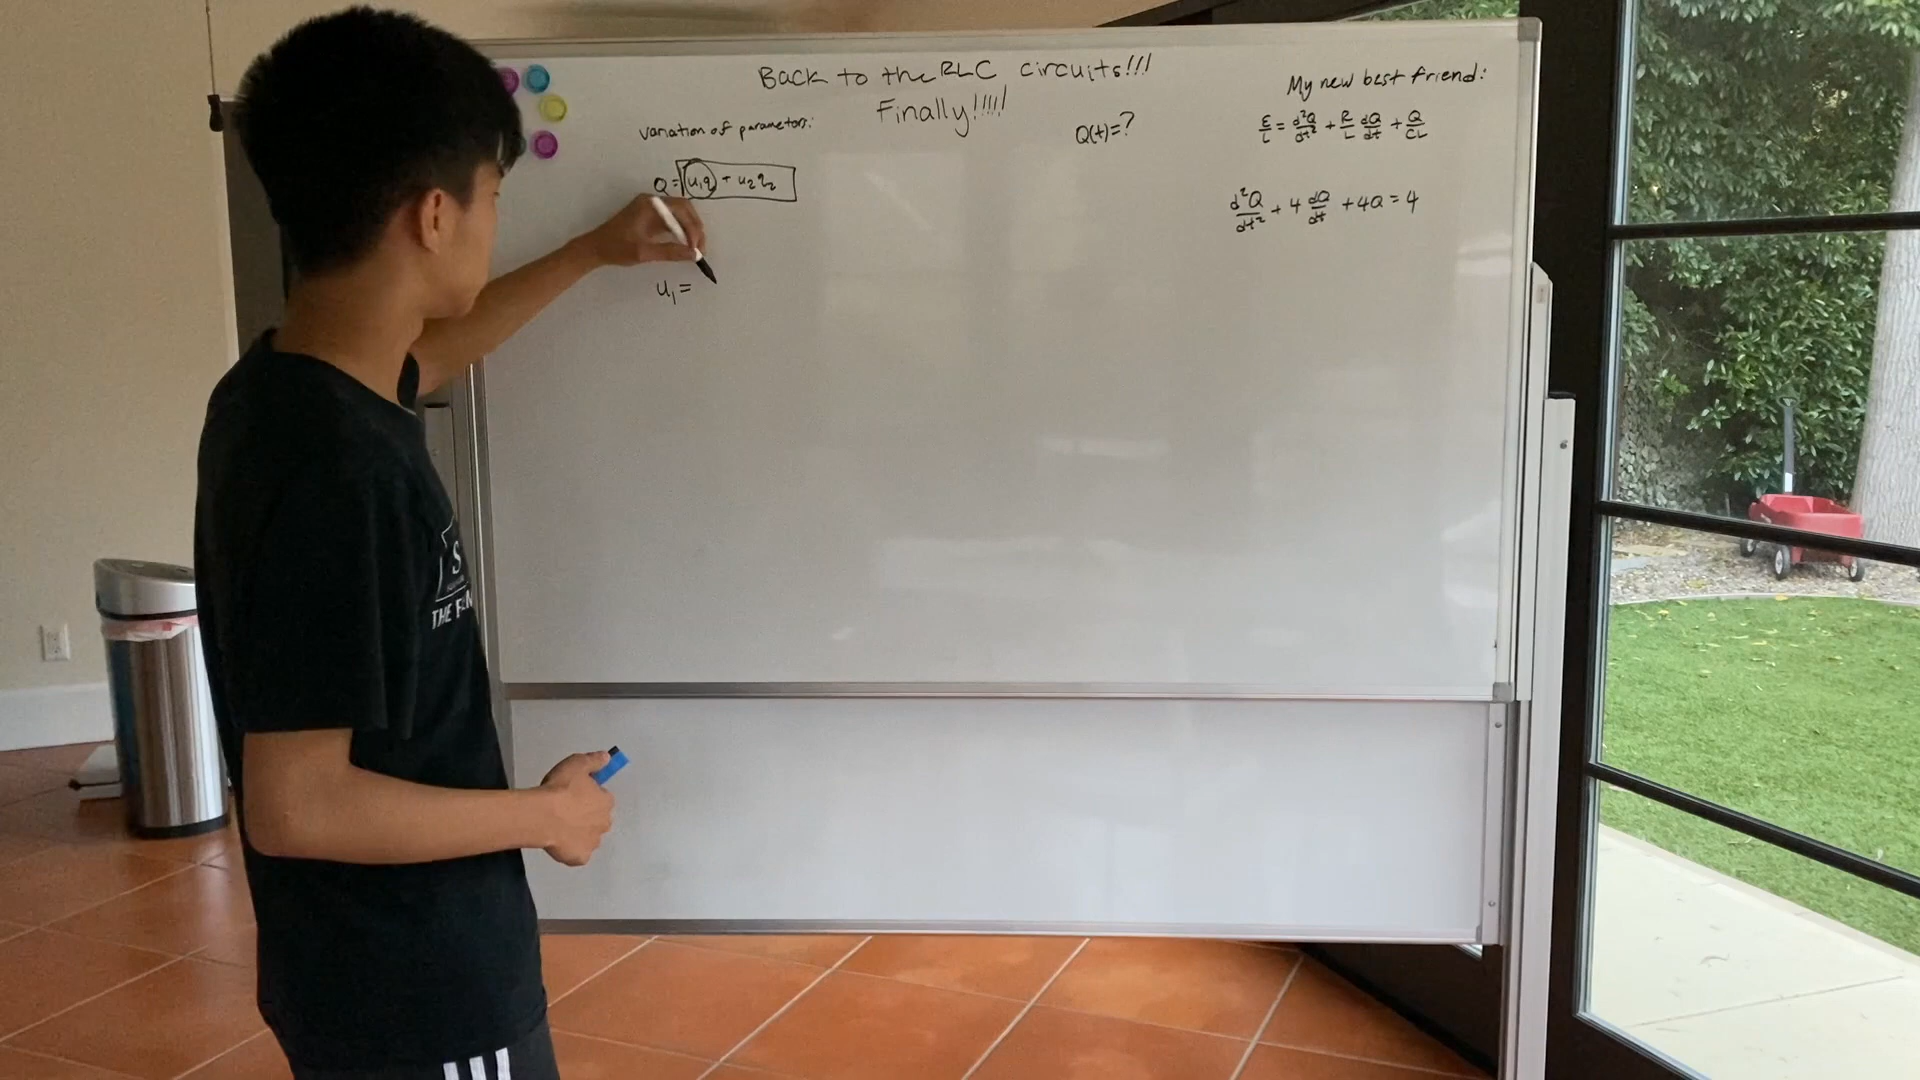 Back to the RLC circuits!!!
Finally!!!!!
My new best friend:
variation of parameters:
Q(t)=?
E/L = d²Q/dt² + R/L dQ/dt + Q/CL
Q = u₁q₁ + u₂q₂
d²Q/dt² + 4 dQ/dt + 4Q = 4
u₁ =
S
THE